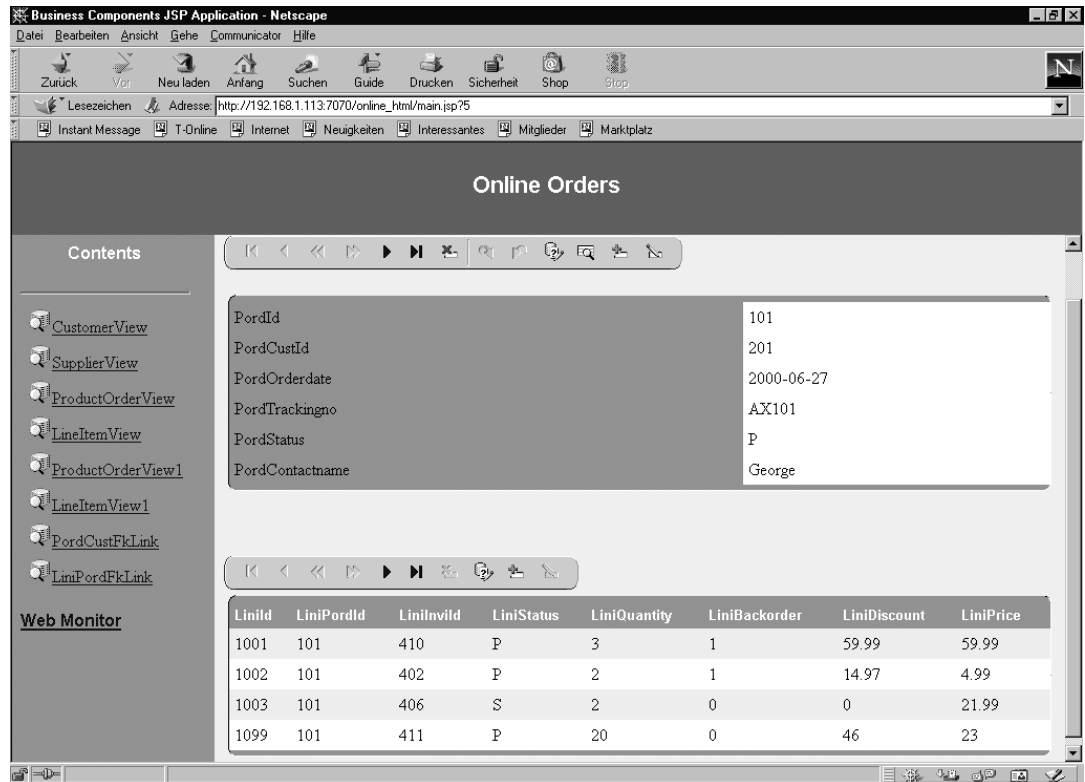 Business Components JSP Application - Netscape
Datei Bearbeiten Ansicht Gehe Communicator Hilfe
Zurück Vor Neu laden Anfang Suchen Guide Drucken Sicherheit Shop Stop
N
Lesezeichen Adresse: http://192.168.1.113:7070/online_html/main.jsp?5
Instant Message T-Online Internet Neuigkeiten Interessantes Mitglieder Marktplatz
Online Orders
Contents
CustomerView
SupplierView
ProductOrderView
LineItemView
ProductOrderView1
LineItemView1
PordCustFkLink
LiniPordFkLink
Web Monitor
PordId 101
PordCustId 201
PordOrderdate 2000-06-27
PordTrackingno AX101
PordStatus P
PordContactname George
LiniId LiniPordId LiniInviId LiniStatus LiniQuantity LiniBackorder LiniDiscount LiniPrice
1001 101 410 P 3 1 59.99 59.99
1002 101 402 P 2 1 14.97 4.99
1003 101 406 S 2 0 0 21.99
1099 101 411 P 20 0 46 23